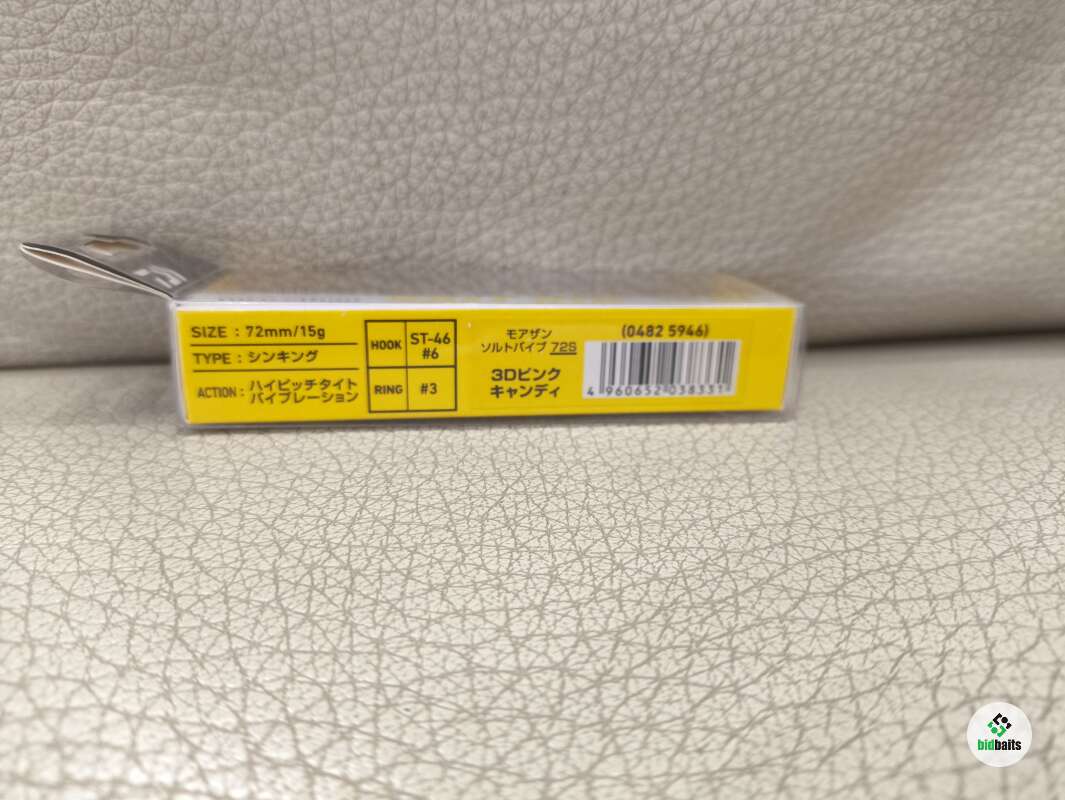 SIZE : 72mm/15g
TYPE : シンキング
ACTION : ハイピッチタイト
バイブレーション
HOOK ST-46
#6
RING #3
モアザン
ソルトバイブ 72S
3Dピンク
キャンディ
(0482 5946)
4 960652 038331
bidbaits